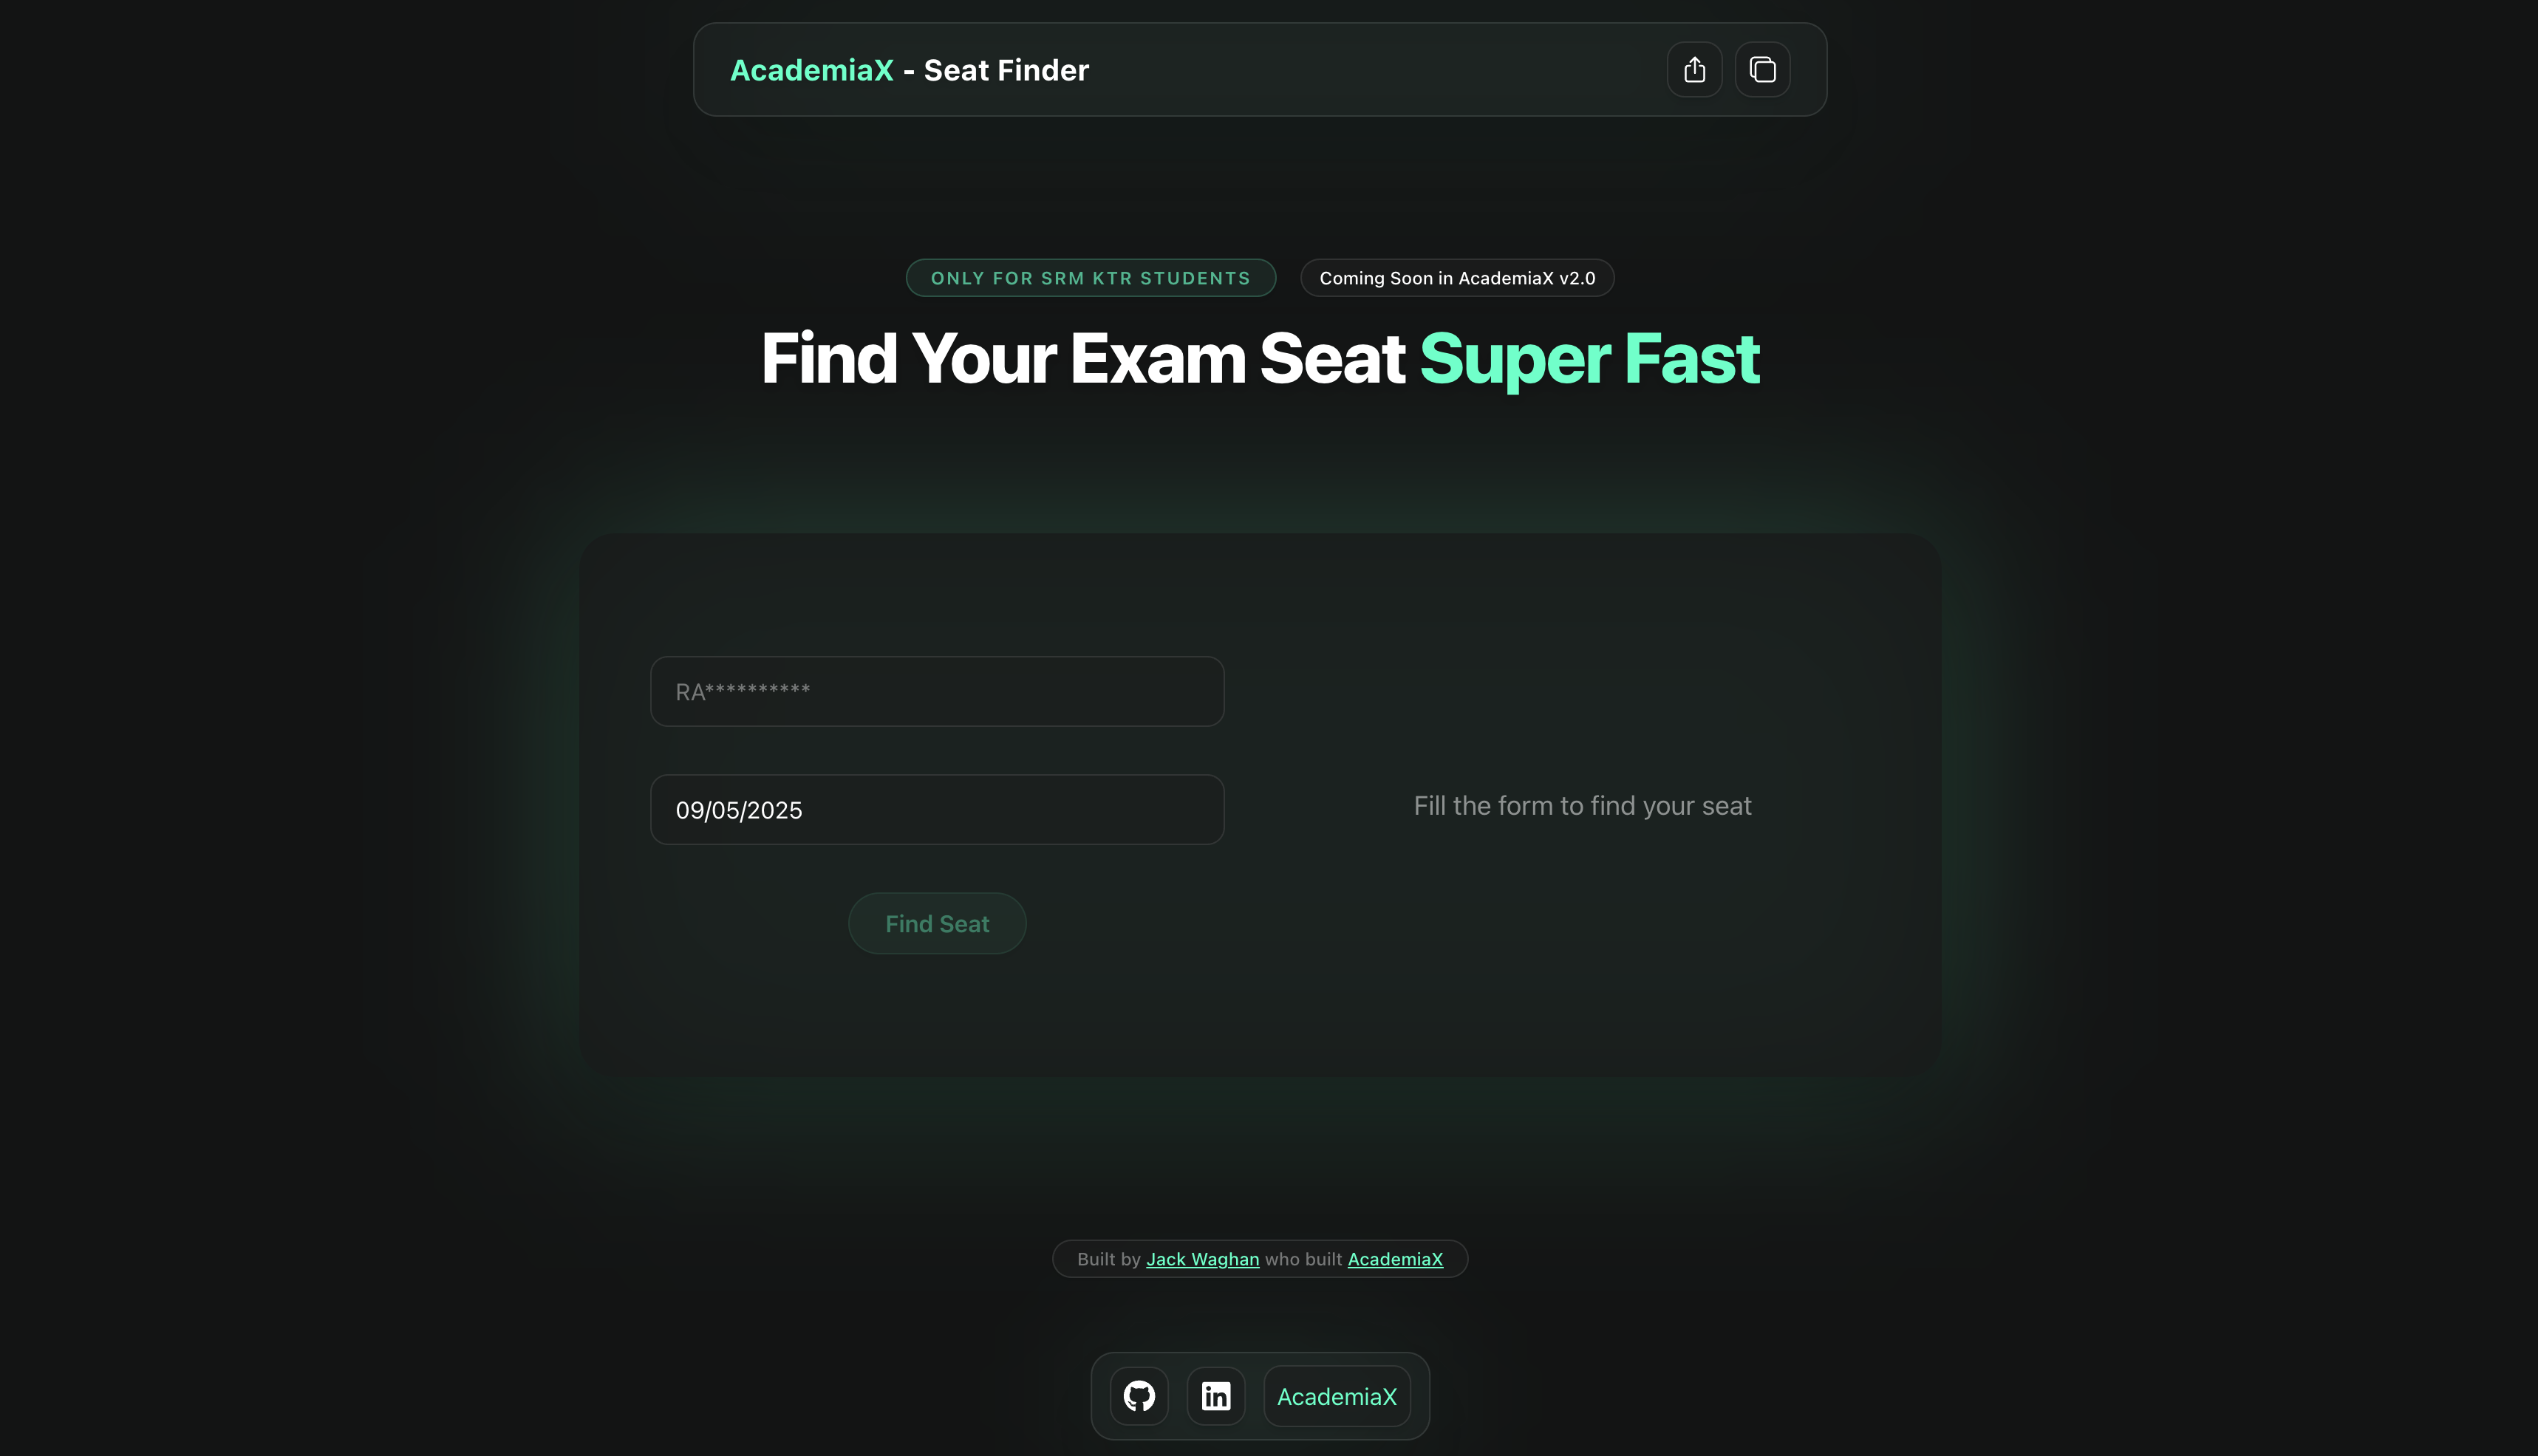 AcademiaX - Seat Finder
ONLY FOR SRM KTR STUDENTS
Coming Soon in AcademiaX v2.0
Find Your Exam Seat Super Fast
RA**********
09/05/2025
Fill the form to find your seat
Find Seat
Built by Jack Waghan who built AcademiaX
in
AcademiaX